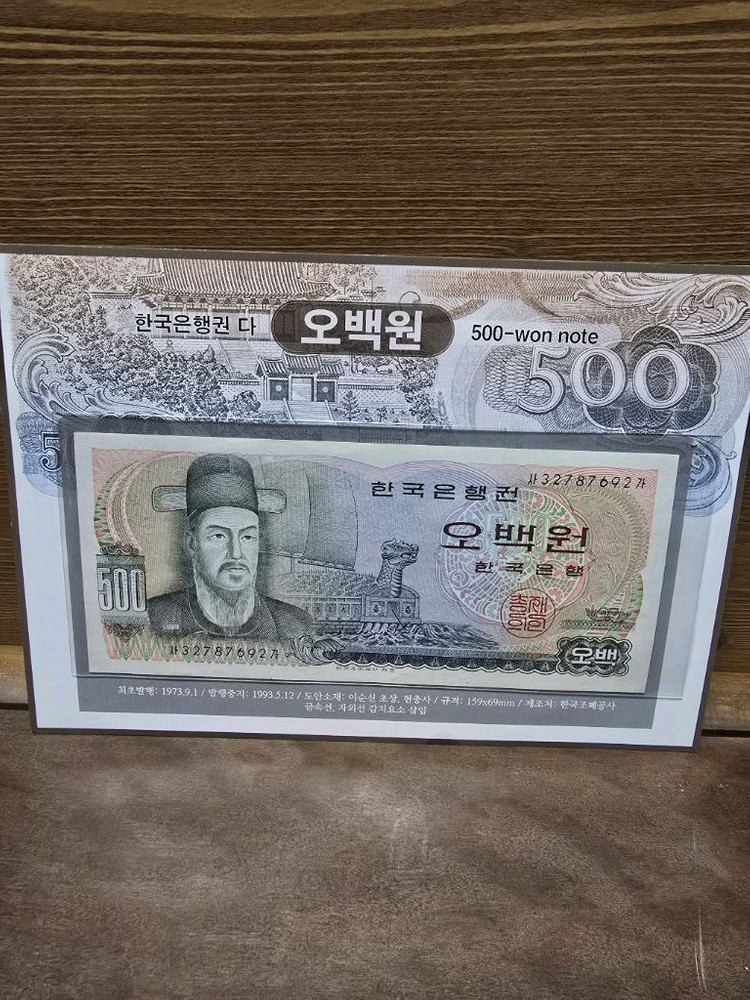 한국은행권 다 오백원 500-won note
500
한국은행권
사32787692가
오백원
한국은행
500
사32787692가
오백
최초발행: 1973.9.1 / 발행중지: 1993.5.12 / 도안소재: 이순신 초상, 현충사 / 규격: 159x69mm / 제조처: 한국조폐공사
금속선, 자외선 감지요소 삽입